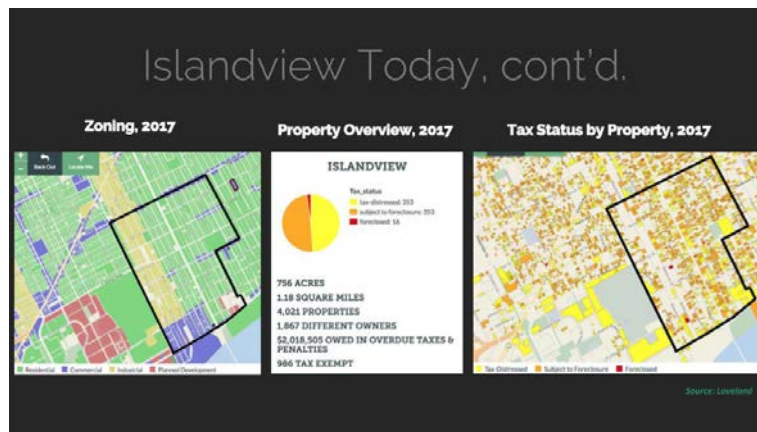 Islandview Today, cont'd.
Zoning, 2017
Property Overview, 2017
Tax Status by Property, 2017
+
Back Out
Locate Me
ISLANDVIEW
Tax_status
tax-distressed: 353
subject to foreclosure: 353
foreclosed: 16
756 ACRES
1.18 SQUARE MILES
4,021 PROPERTIES
1,867 DIFFERENT OWNERS
$2,018,505 OWED IN OVERDUE TAXES &
PENALTIES
986 TAX EXEMPT
Residential Commercial Industrial Planned Development
Tax Distressed Subject to Foreclosure Foreclosed
Source: Loveland